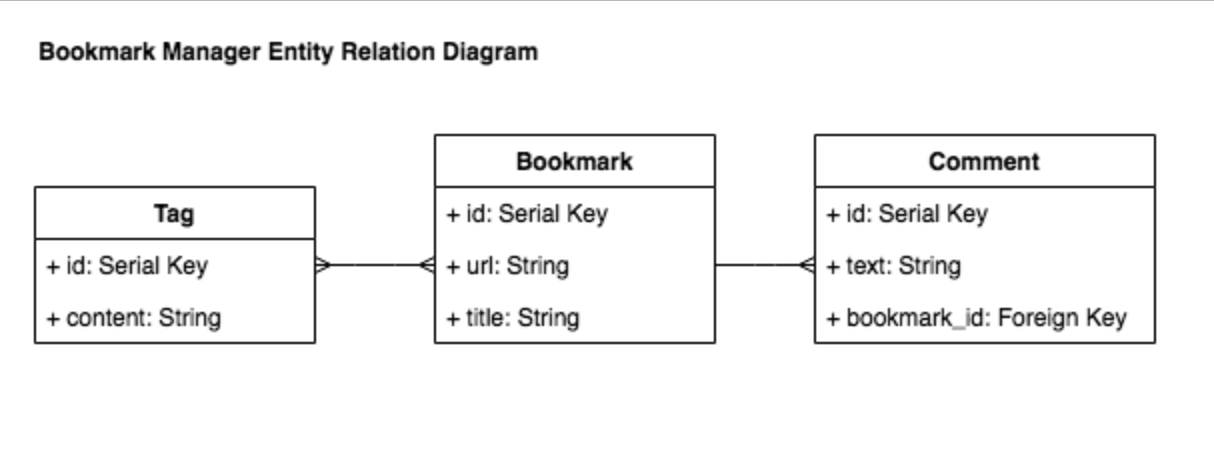 Bookmark Manager Entity Relation Diagram
Tag
+ id: Serial Key
+ content: String
Bookmark
+ id: Serial Key
+ url: String
+ title: String
Comment
+ id: Serial Key
+ text: String
+ bookmark_id: Foreign Key